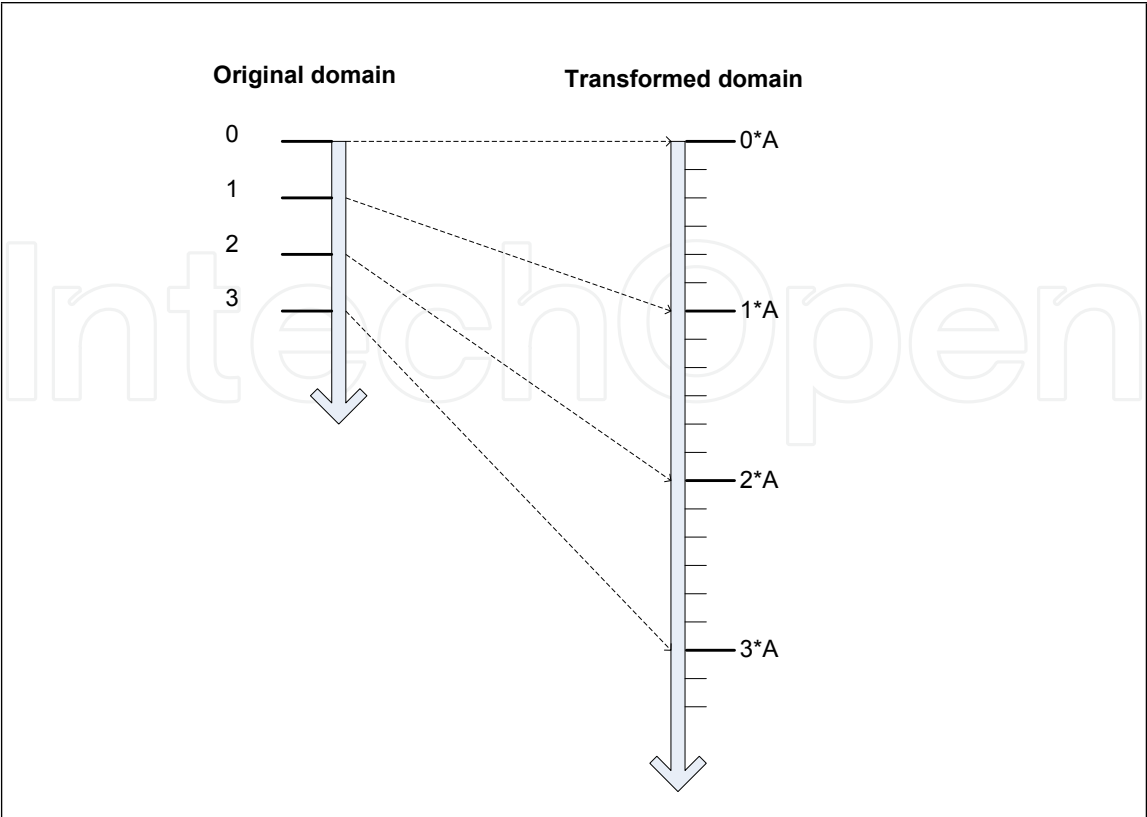 Original domain
Transformed domain
0
0*A
1
2
3
1*A
2*A
3*A
IntechOpen